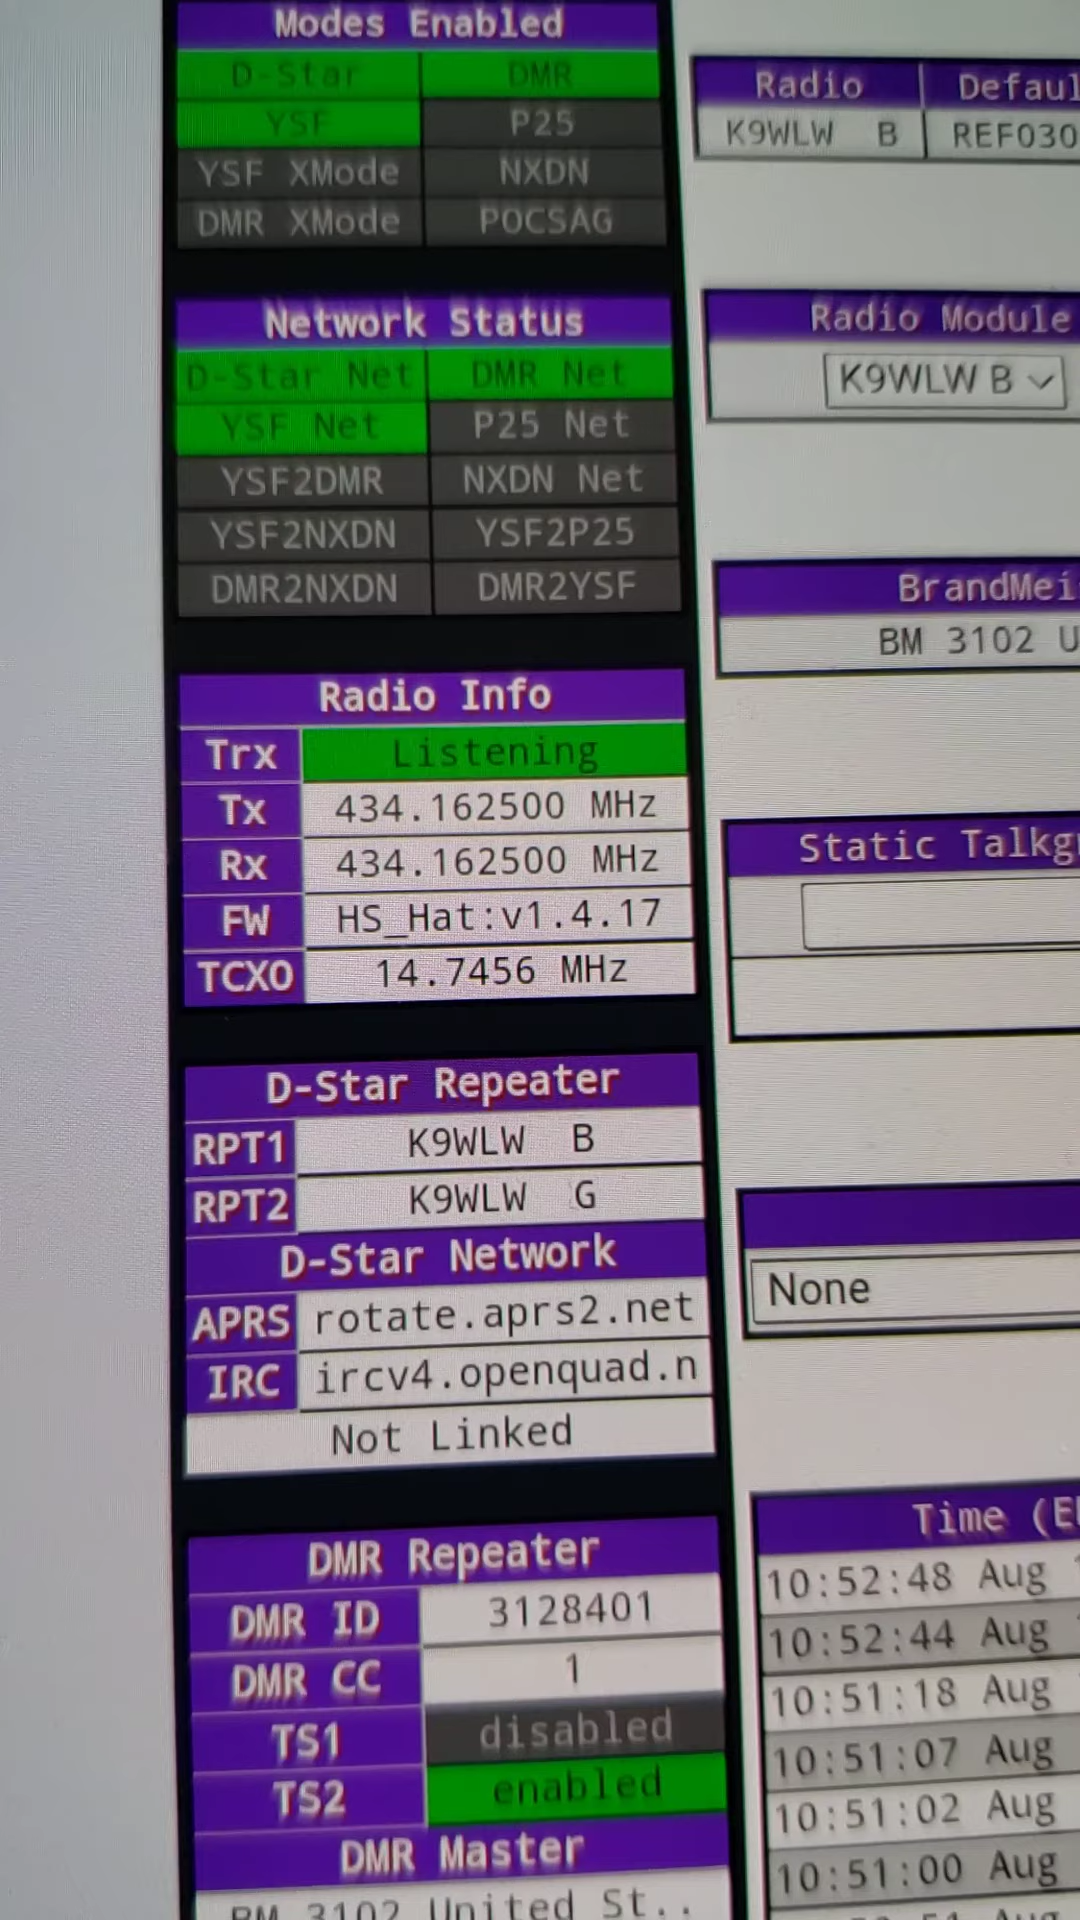 Modes Enabled
D-Star DMR
YSF P25
YSF XMode NXDN
DMR XMode POCSAG
Network Status
D-Star Net DMR Net
YSF Net P25 Net
YSF2DMR NXDN Net
YSF2NXDN YSF2P25
DMR2NXDN DMR2YSF
Radio Info
Trx Listening
Tx 434.162500 MHz
Rx 434.162500 MHz
FW HS_Hat:v1.4.17
TCXO 14.7456 MHz
D-Star Repeater
RPT1 K9WLW B
RPT2 K9WLW G
D-Star Network
APRS rotate.aprs2.net
IRC ircv4.openquad.n
Not Linked
DMR Repeater
DMR ID 3128401
DMR CC 1
TS1 disabled
TS2 enabled
DMR Master
BM 3102 United St..
Radio Defaul
K9WLW B REF030
Radio Module
K9WLW B
BrandMei
BM 3102 U
Static Talkg
None
Time (E
10:52:48 Aug
10:52:44 Aug
10:51:18 Aug
10:51:07 Aug
10:51:02 Aug
10:51:00 Aug